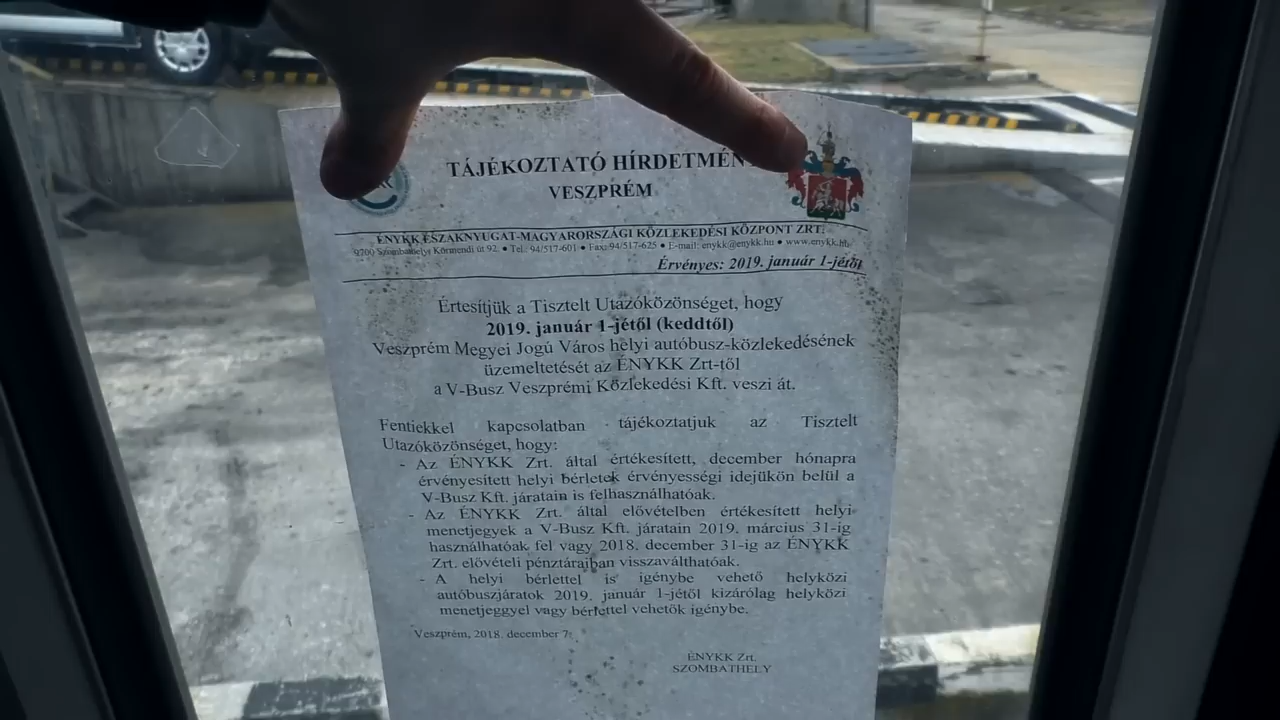 TÁJÉKOZTATÓ HÍRDETMÉN
VESZPRÉM
ÉNYKK ÉSZAKNYUGAT-MAGYARORSZÁGI KÖZLEKEDÉSI KÖZPONT ZRT.
9700 Szombathely, Körmendi út 92. ● Tel.: 94/517-601 ● Fax: 94/517-625 ● E-mail: enykk@enykk.hu ● www.enykk.hu
Érvényes: 2019. január 1-jétől
Értesítjük a Tisztelt Utazóközönséget, hogy
2019. január 1-jétől (keddtől)
Veszprém Megyei Jogú Város helyi autóbusz-közlekedésének
üzemeltetését az ÉNYKK Zrt-től
a V-Busz Veszprémi Közlekedési Kft. veszi át.
Fentiekkel kapcsolatban tájékoztatjuk az Tisztelt
Utazóközönséget, hogy:
- Az ÉNYKK Zrt. által értékesített, december hónapra
érvényesített helyi bérletek érvényességi idejükön belül a
V-Busz Kft. járatain is felhasználhatóak.
- Az ÉNYKK Zrt. által elővételben értékesített helyi
menetjegyek a V-Busz Kft. járatain 2019. március 31-ig
használhatóak fel vagy 2018. december 31-ig az ÉNYKK
Zrt. elővételi pénztáraiban visszaválthatóak.
- A helyi bérlettel is igénybe vehető helyközi
autóbuszjáratok 2019. január 1-jétől kizárólag helyközi
menetjeggyel vagy bérlettel vehetők igénybe.
Veszprém, 2018. december 7.
ÉNYKK Zrt.
SZOMBATHELY